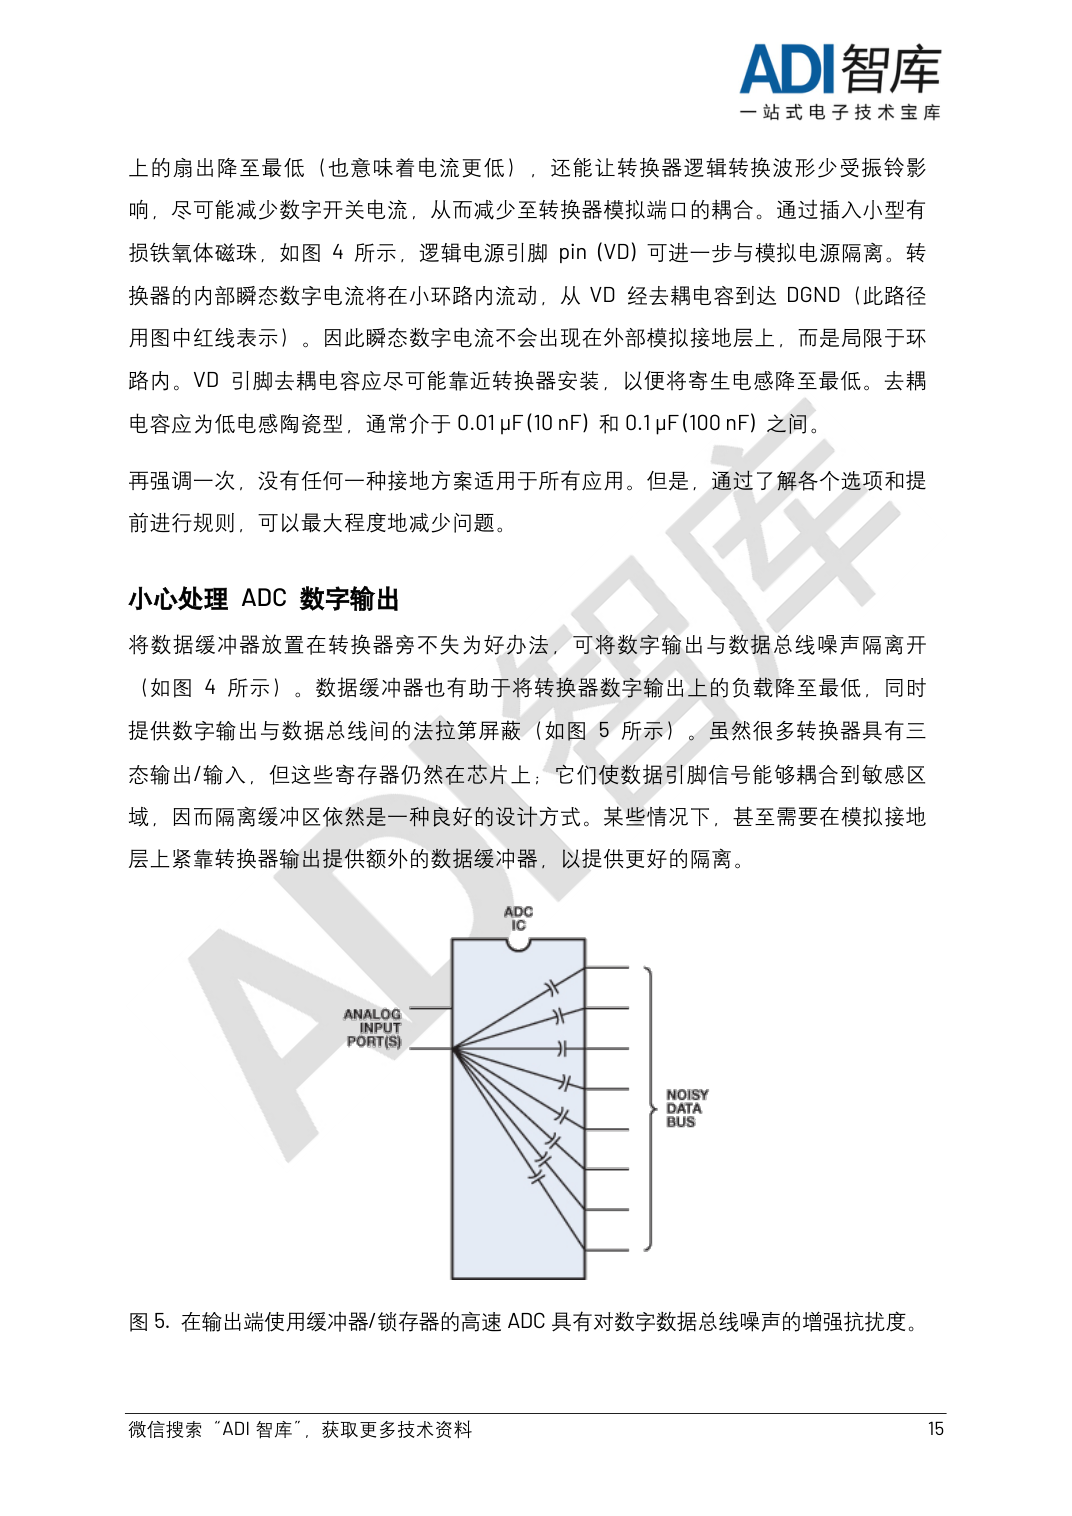 ADI智库
一站式电子技术宝库
上的扇出降至最低（也意味着电流更低），还能让转换器逻辑转换波形少受振铃影
响，尽可能减少数字开关电流，从而减少至转换器模拟端口的耦合。通过插入小型有
损铁氧体磁珠，如图 4 所示，逻辑电源引脚 pin (VD) 可进一步与模拟电源隔离。转
换器的内部瞬态数字电流将在小环路内流动，从 VD 经去耦电容到达 DGND（此路径
用图中红线表示）。因此瞬态数字电流不会出现在外部模拟接地层上，而是局限于环
路内。VD 引脚去耦电容应尽可能靠近转换器安装，以便将寄生电感降至最低。去耦
电容应为低电感陶瓷型，通常介于 0.01 μF (10 nF) 和 0.1 μF (100 nF) 之间。
再强调一次，没有任何一种接地方案适用于所有应用。但是，通过了解各个选项和提
前进行规则，可以最大程度地减少问题。
小心处理 ADC 数字输出
将数据缓冲器放置在转换器旁不失为好办法，可将数字输出与数据总线噪声隔离开
（如图 4 所示）。数据缓冲器也有助于将转换器数字输出上的负载降至最低，同时
提供数字输出与数据总线间的法拉第屏蔽（如图 5 所示）。虽然很多转换器具有三
态输出/输入，但这些寄存器仍然在芯片上；它们使数据引脚信号能够耦合到敏感区
域，因而隔离缓冲区依然是一种良好的设计方式。某些情况下，甚至需要在模拟接地
层上紧靠转换器输出提供额外的数据缓冲器，以提供更好的隔离。
ADC
IC
ANALOG
INPUT
PORT(S)
NOISY
DATA
BUS
图 5. 在输出端使用缓冲器/锁存器的高速 ADC 具有对数字数据总线噪声的增强抗扰度。
微信搜索“ADI 智库”，获取更多技术资料
15
ADI智库